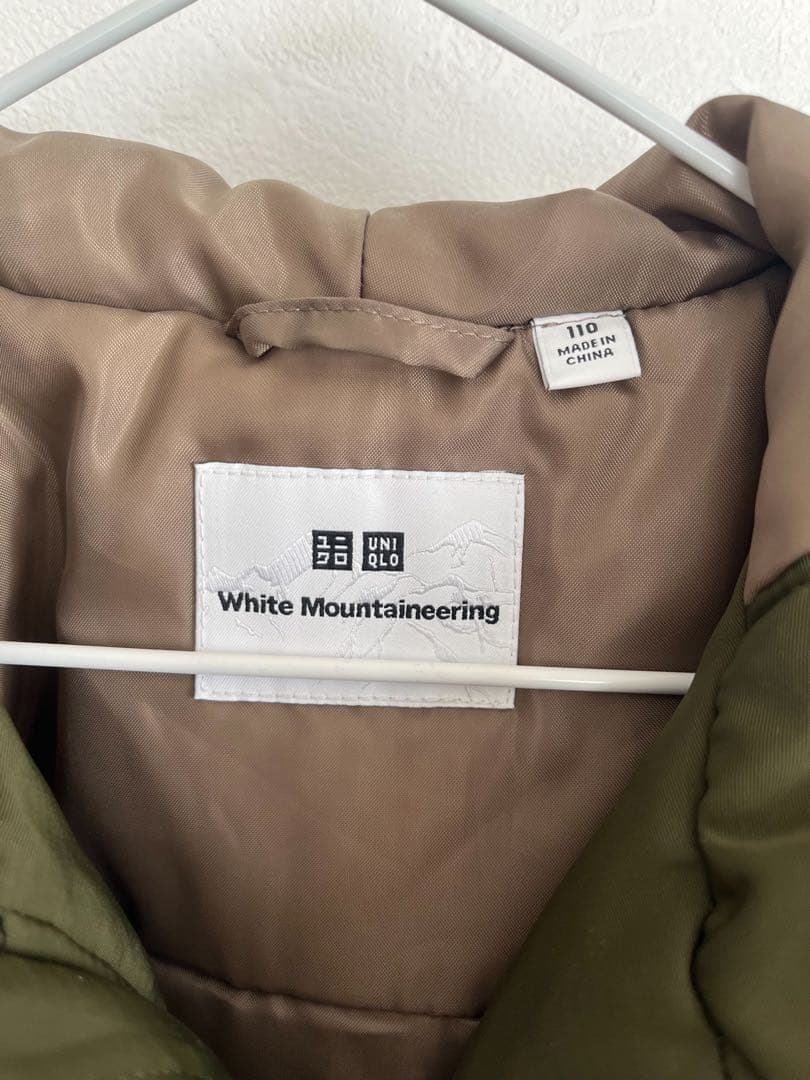 110
MADE IN
CHINA
ユニ UNI
クロ QLO
White Mountaineering